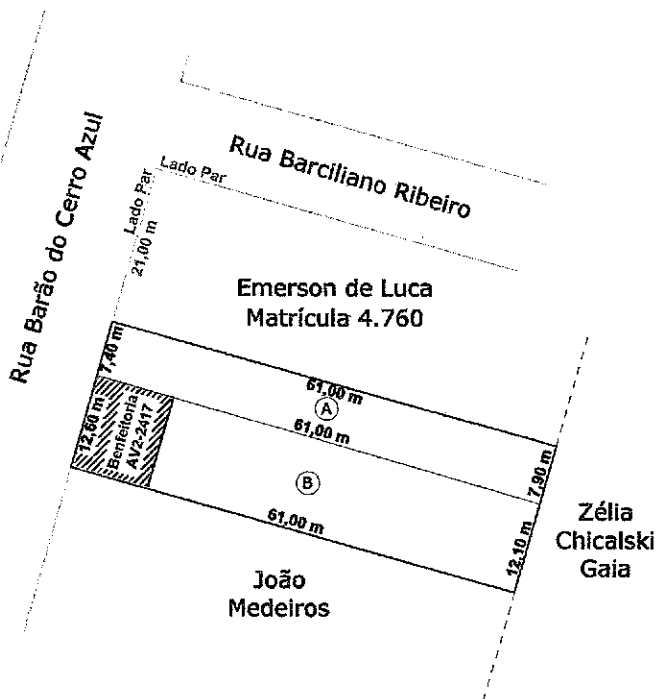 Rua Barão do Cerro Azul
Rua Barciliano Ribeiro
Lado Par
Lado Par
21,00 m
Emerson de Luca
Matrícula 4.760
7,40 m
61,00 m
A
61,00 m
7,90 m
12,60 m
Benfeitoria
AV2-2417
B
61,00 m
12,10 m
Zélia
Chicalski
Gaia
João
Medeiros